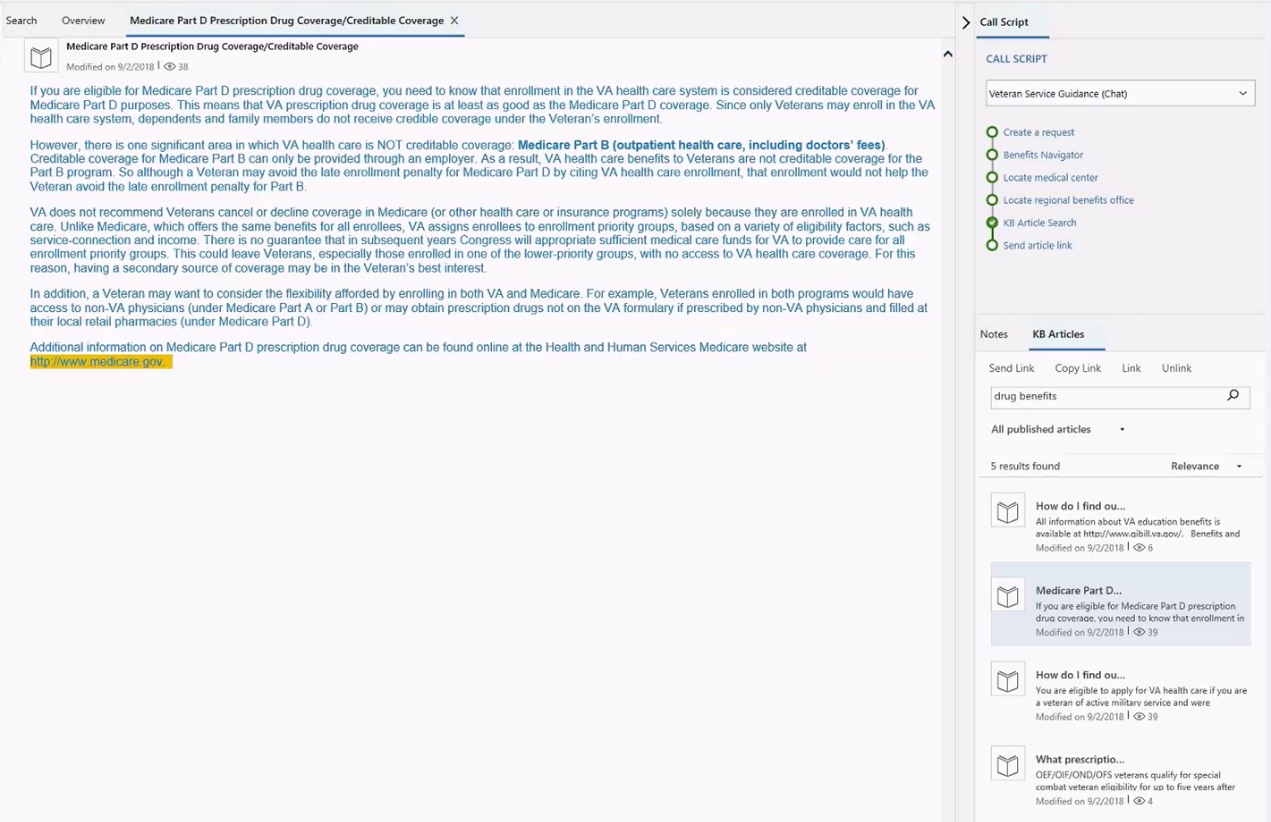 Search
Overview
Medicare Part D Prescription Drug Coverage/Creditable Coverage
Medicare Part D Prescription Drug Coverage/Creditable Coverage
Modified on 9/2/2018 | 38
If you are eligible for Medicare Part D prescription drug coverage, you need to know that enrollment in the VA health care system is considered creditable coverage for
Medicare Part D purposes. This means that VA prescription drug coverage is at least as good as the Medicare Part D coverage. Since only Veterans may enroll in the VA
health care system, dependents and family members do not receive credible coverage under the Veteran's enrollment.
However, there is one significant area in which VA health care is NOT creditable coverage: Medicare Part B (outpatient health care, including doctors' fees).
Creditable coverage for Medicare Part B can only be provided through an employer. As a result, VA health care benefits to Veterans are not creditable coverage for the
Part B program. So although a Veteran may avoid the late enrollment penalty for Medicare Part D by citing VA health care enrollment, that enrollment would not help the
Veteran avoid the late enrollment penalty for Part B.
VA does not recommend Veterans cancel or decline coverage in Medicare (or other health care or insurance programs) solely because they are enrolled in VA health
care. Unlike Medicare, which offers the same benefits for all enrollees, VA assigns enrollees to enrollment priority groups, based on a variety of eligibility factors, such as
service-connection and income. There is no guarantee that in subsequent years Congress will appropriate sufficient medical care funds for VA to provide care for all
enrollment priority groups. This could leave Veterans, especially those enrolled in one of the lower-priority groups, with no access to VA health care coverage. For this
reason, having a secondary source of coverage may be in the Veteran's best interest.
In addition, a Veteran may want to consider the flexibility afforded by enrolling in both VA and Medicare. For example, Veterans enrolled in both programs would have
access to non-VA physicians (under Medicare Part A or Part B) or may obtain prescription drugs not on the VA formulary if prescribed by non-VA physicians and filled at
their local retail pharmacies (under Medicare Part D).
Additional information on Medicare Part D prescription drug coverage can be found online at the Health and Human Services Medicare website at
http://www.medicare.gov.
Call Script
CALL SCRIPT
Veteran Service Guidance (Chat)
Create a request
Benefits Navigator
Locate medical center
Locate regional benefits office
KB Article Search
Send article link
Notes
KB Articles
Send Link
Copy Link
Link
Unlink
drug benefits
All published articles
5 results found
Relevance
How do I find ou...
All information about VA education benefits is
available at http://www.gibill.va.gov/. Benefits and
Modified on 9/2/2018 | 6
Medicare Part D...
If you are eligible for Medicare Part D prescription
drug coverage, you need to know that enrollment in
Modified on 9/2/2018 | 39
How do I find ou...
You are eligible to apply for VA health care if you are
a veteran of active military service and were
Modified on 9/2/2018 | 39
What prescriptio...
OEF/OIF/OND/OFS veterans qualify for special
combat veteran eligibility for up to five years after
Modified on 9/2/2018 | 4